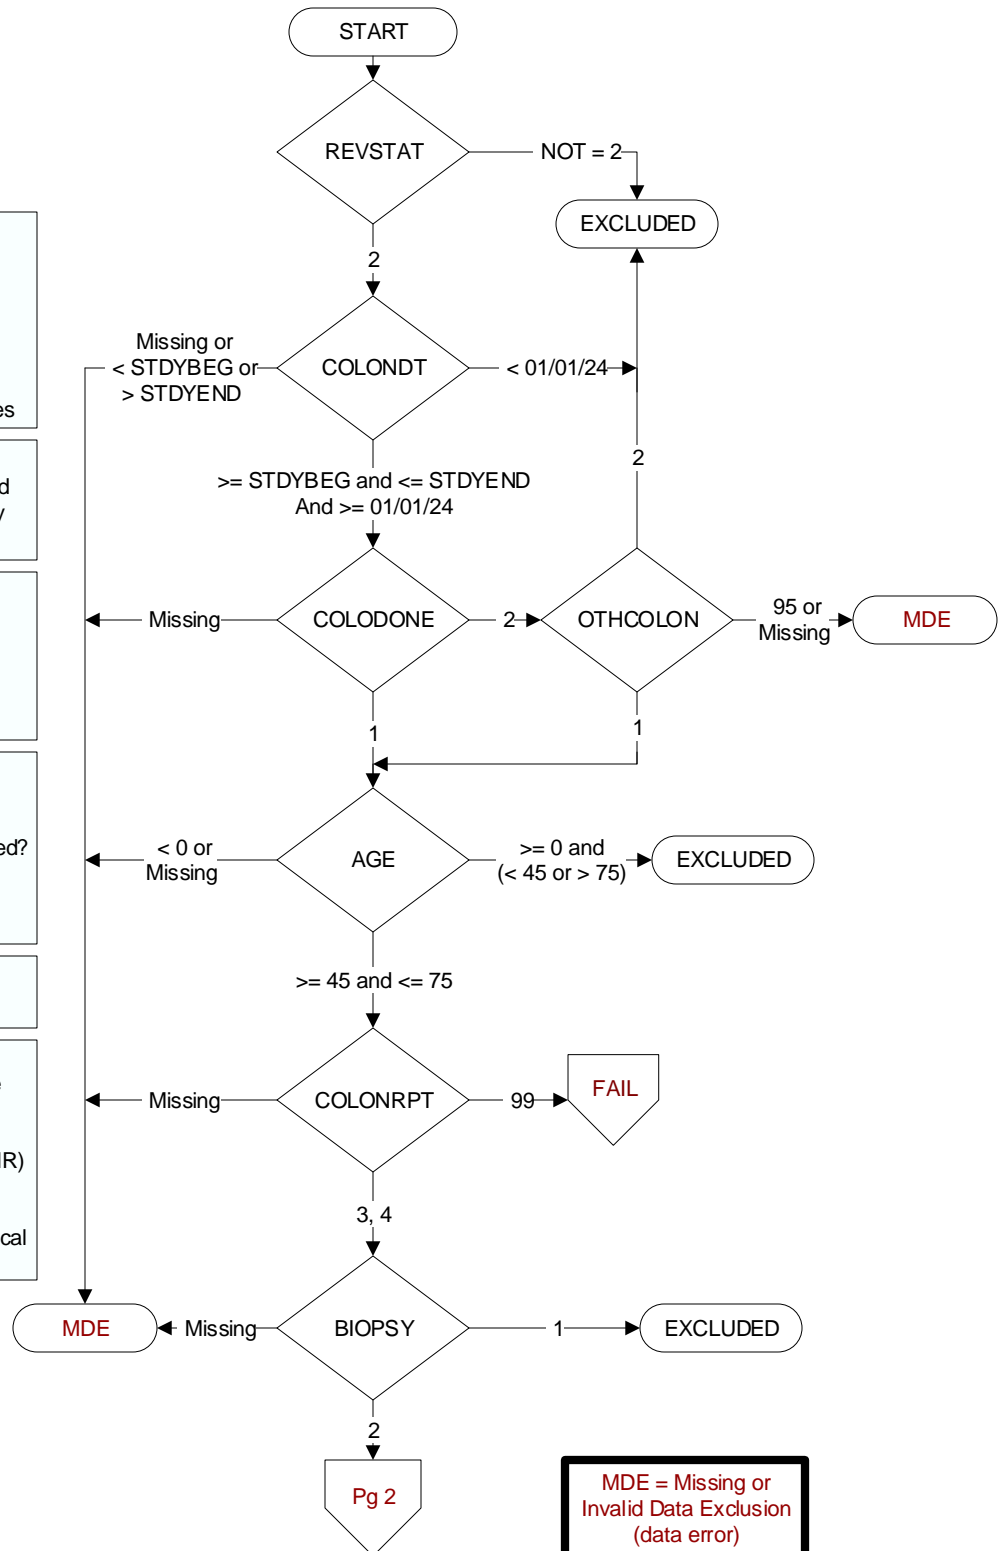 START
REVSTAT
NOT = 2
EXCLUDED
2
Missing or
< STDYBEG or
> STDYEND
COLONDT
< 01/01/24
es
2
>= STDYBEG and <= STDYEND
And >= 01/01/24
d
y
Missing
COLODONE
2
OTHCOLON
95 or
Missing
MDE
1
1
ed?
< 0 or
Missing
AGE
>= 0 and
(< 45 or > 75)
EXCLUDED
>= 45 and <= 75
e
Missing
COLONRPT
99
FAIL
IR)
3, 4
cal
MDE
Missing
BIOPSY
1
EXCLUDED
2
Pg 2
MDE = Missing or
Invalid Data Exclusion
(data error)